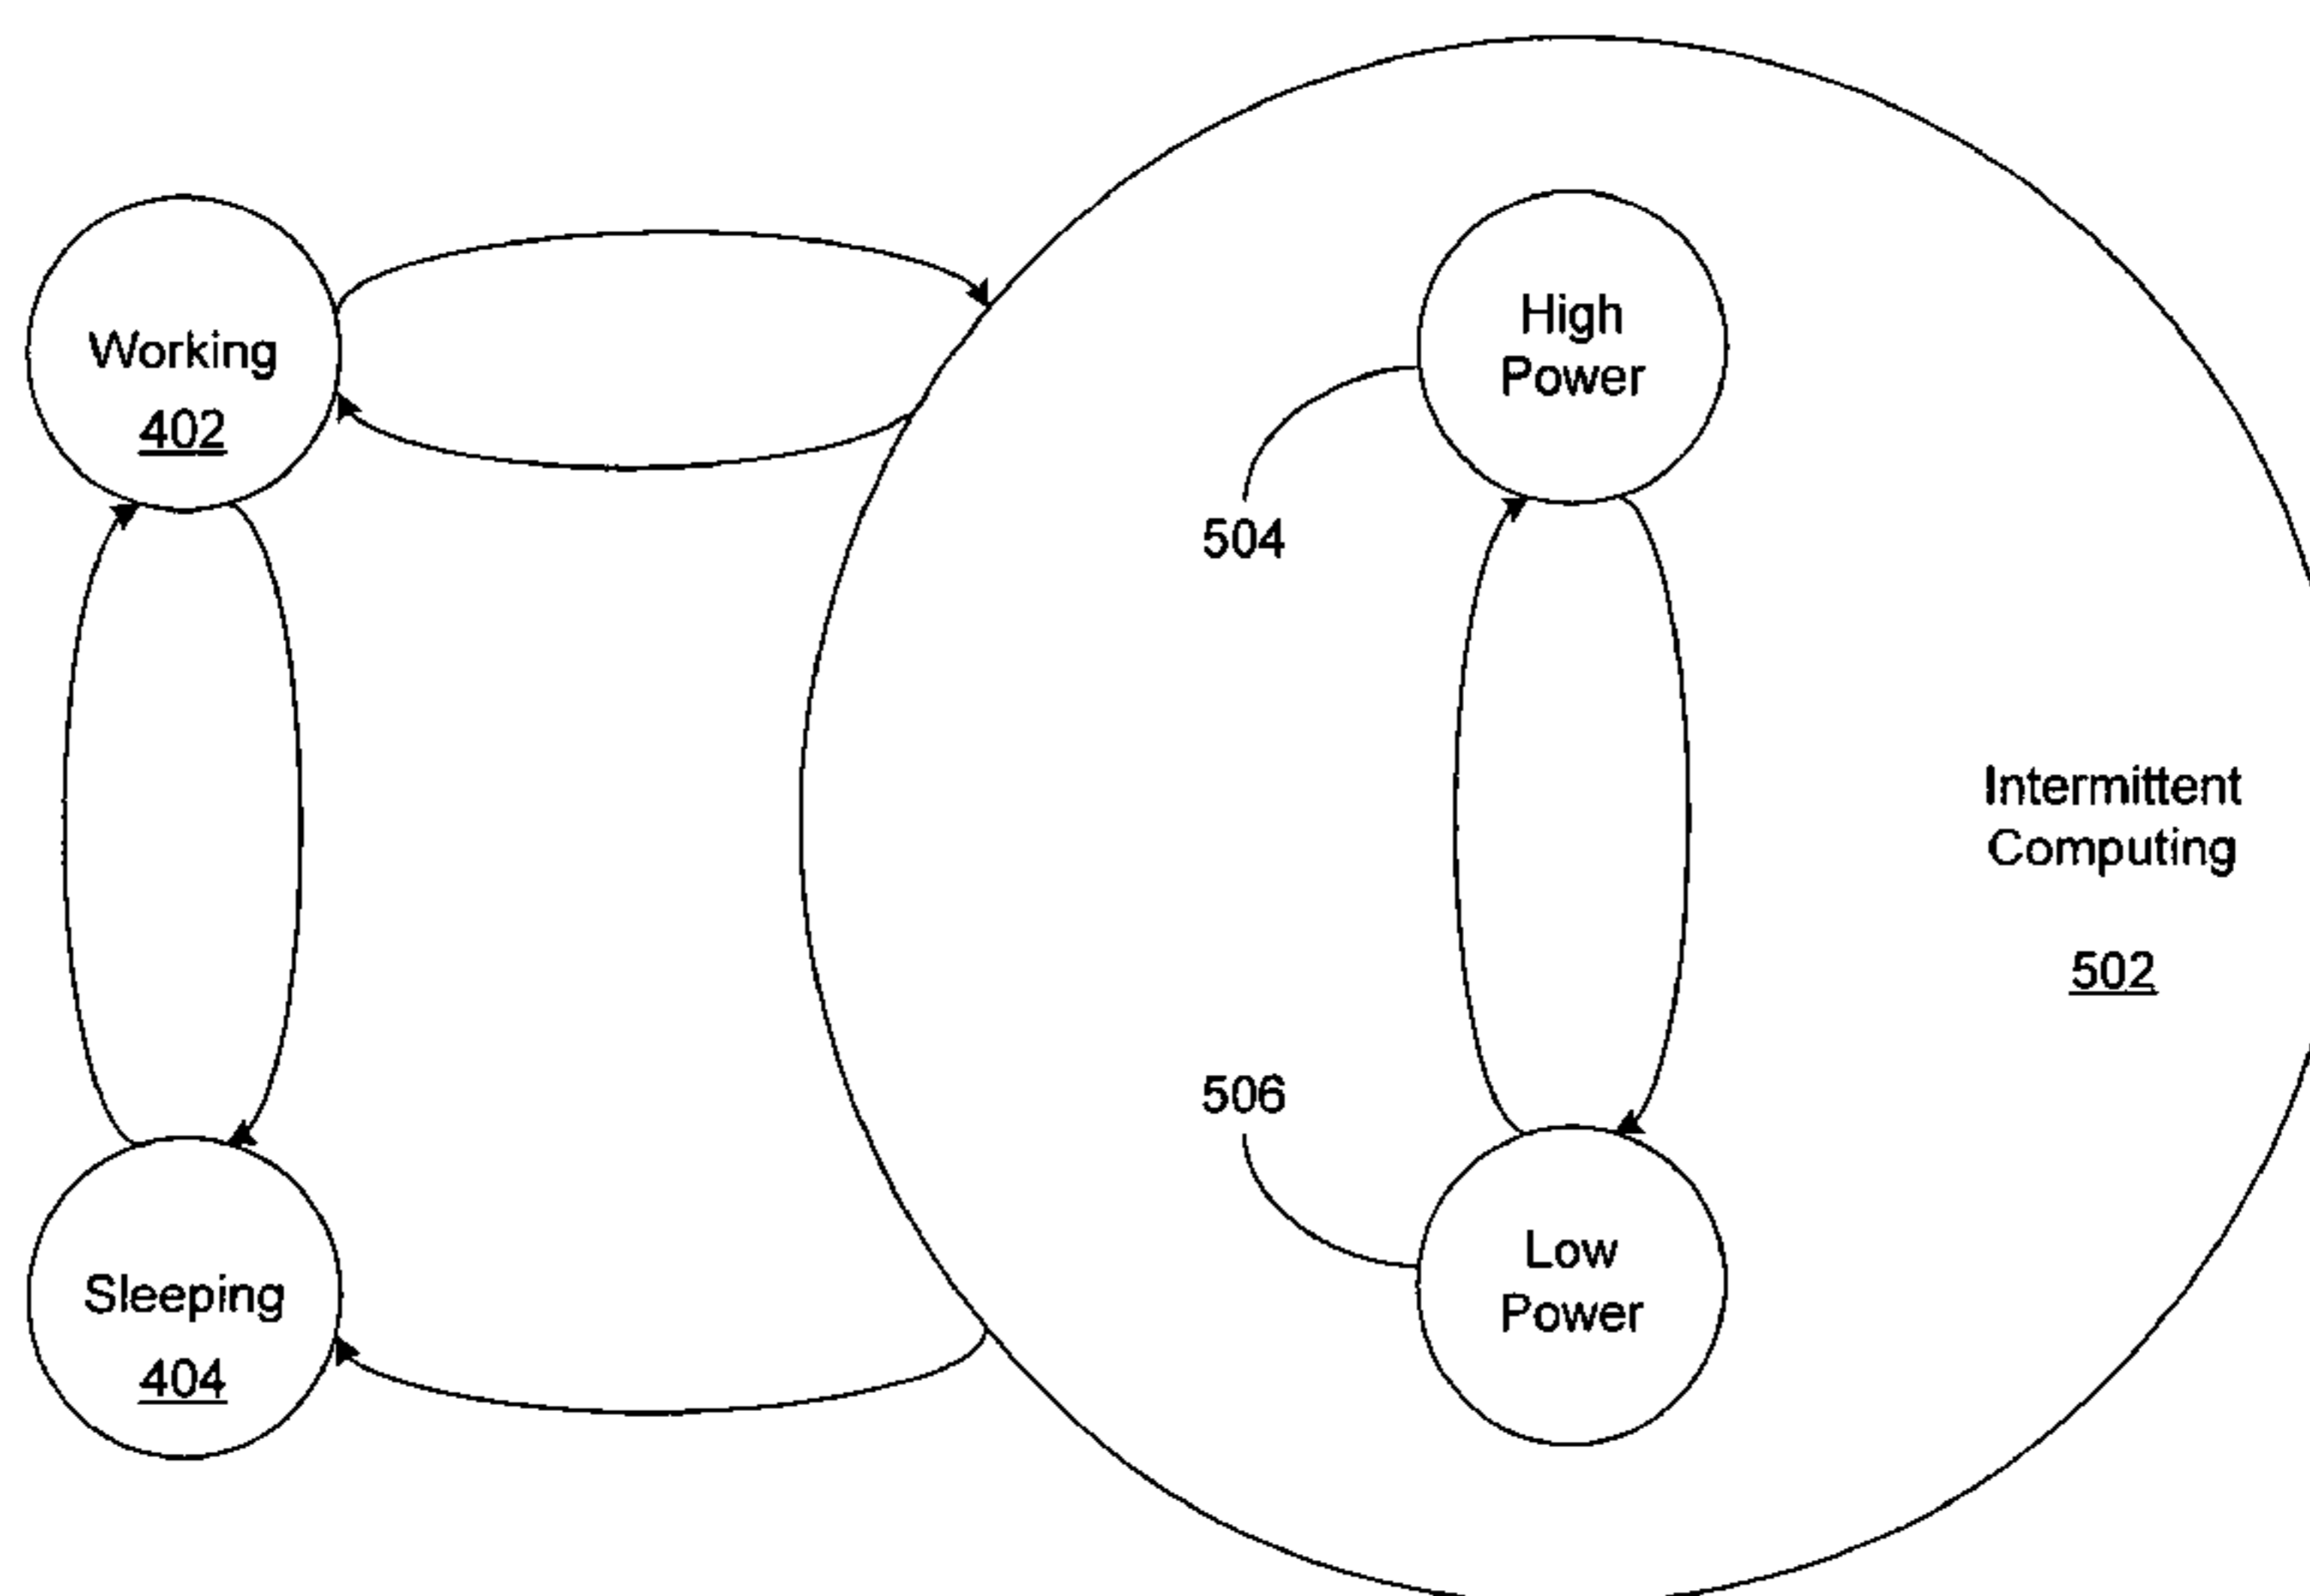 Working
402
High
Power
504
Intermittent
Computing
502
506
Low
Power
Sleeping
404